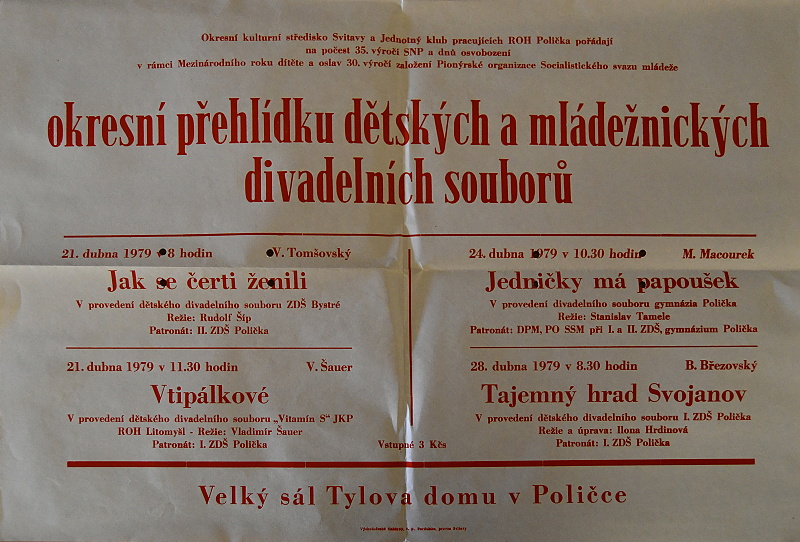 Okresní kulturní středisko Svitavy a Jednotný klub pracujících ROH Polička pořádají
na počest 35. výročí SNP a dnů osvobození
v rámci Mezinárodního roku dítěte a oslav 30. výročí založení Pionýrské organizace Socialistického svazu mládeže
okresní přehlídku dětských a mládežnických
divadelních souborů
21. dubna 1979 v 8 hodin V. Tomšovský
Jak se čerti ženili
V provedení dětského divadelního souboru ZDŠ Bystré
Režie: Rudolf Šíp
Patronát: II. ZDŠ Polička
21. dubna 1979 v 11.30 hodin V. Šauer
Vtipálkové
V provedení dětského divadelního souboru „Vitamín S" JKP
ROH Litomyšl - Režie: Vladimír Šauer
Patronát: I. ZDŠ Polička
24. dubna 1979 v 10.30 hodin M. Macourek
Jedničky má papoušek
V provedení divadelního souboru gymnázia Polička
Režie: Stanislav Tamele
Patronát: DPM, PO SSM při I. a II. ZDŠ, gymnázium Polička
28. dubna 1979 v 8.30 hodin B. Březovský
Tajemný hrad Svojanov
V provedení dětského divadelního souboru I. ZDŠ Polička
Režie a úprava: Ilona Hrdinová
Patronát: I. ZDŠ Polička
Vstupné 3 Kčs
Velký sál Tylova domu v Poličce
Východočeské tiskárny, n. p. Pardubice, provoz Svitavy